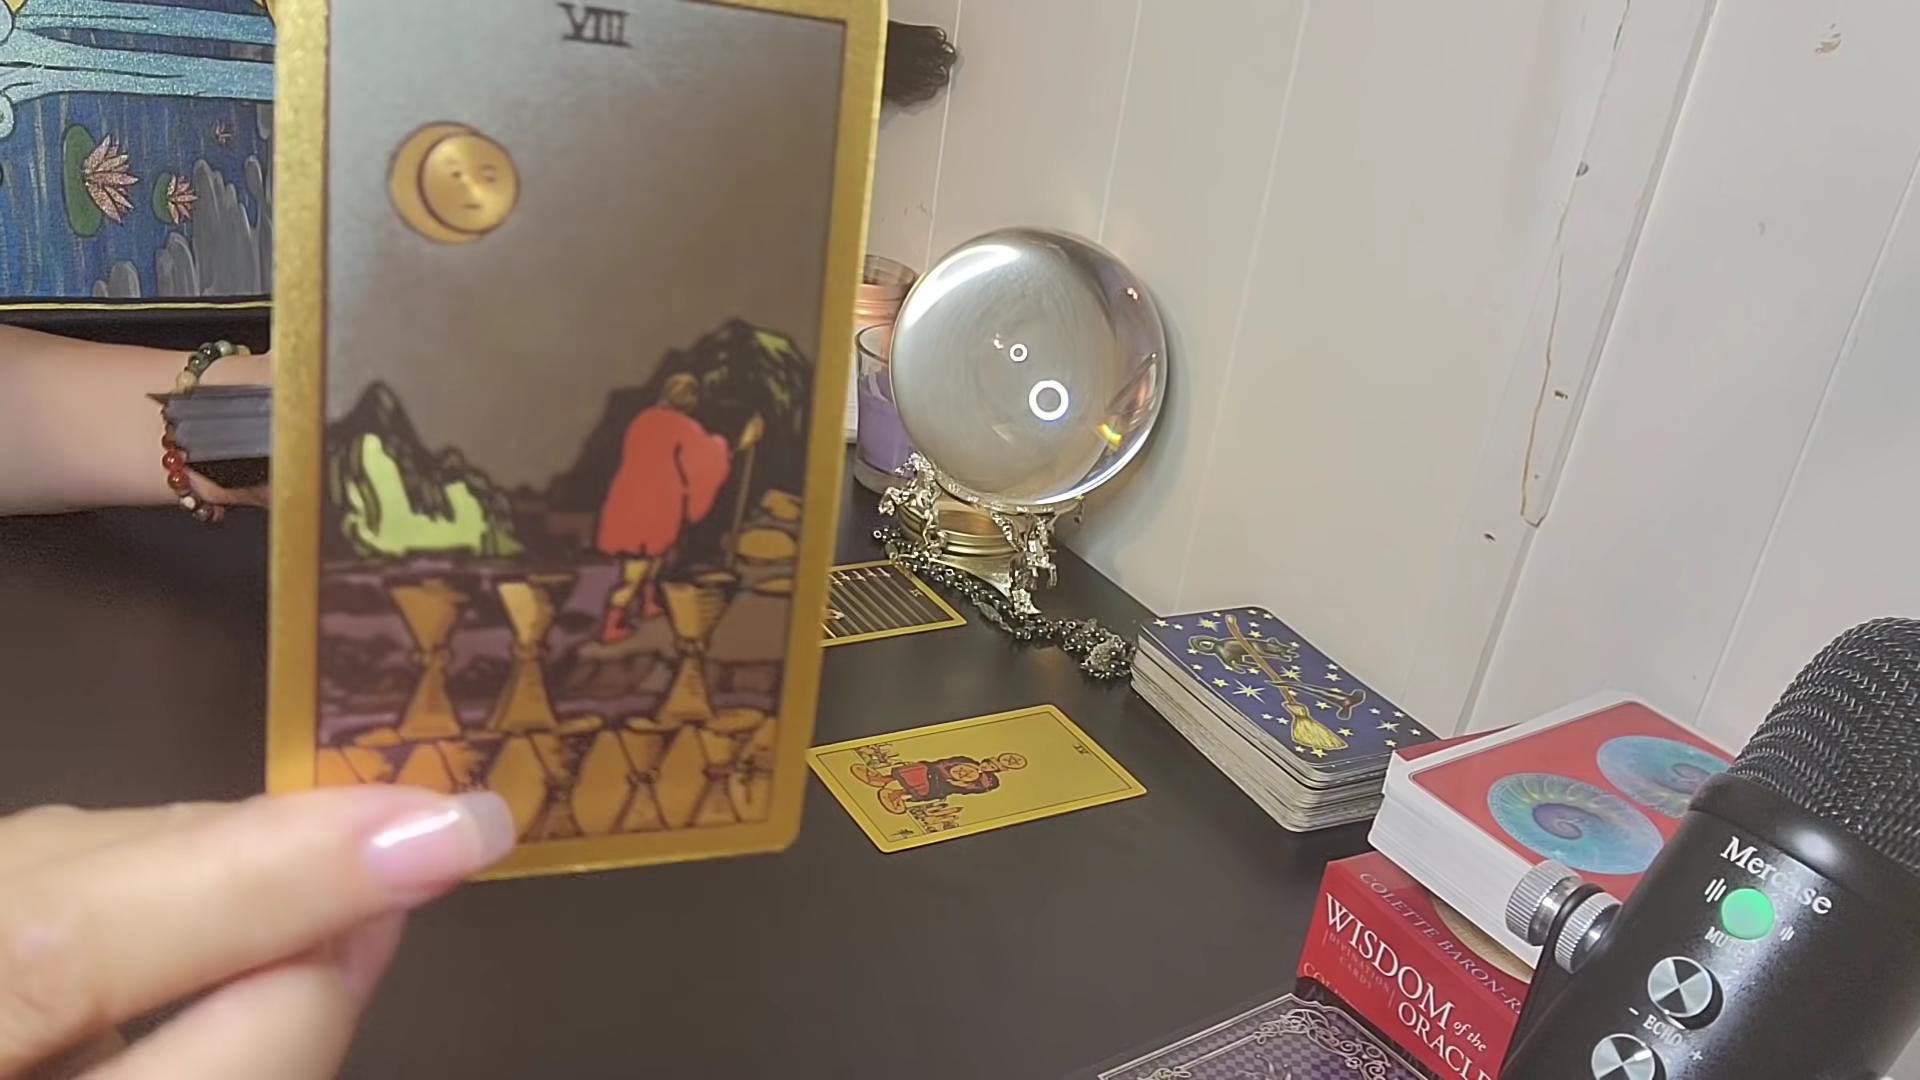 VIII
COLETTE BARON-R
WISDOM
of the
ORACLE
DIVINATION
CARDS
Mercase
MUTE
- ECHO +